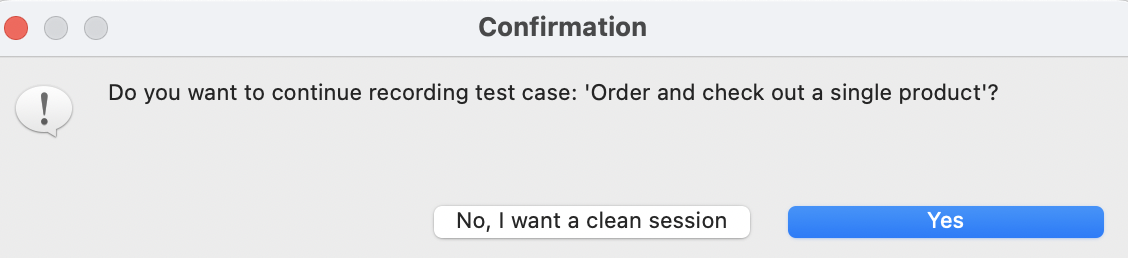 Confirmation
Do you want to continue recording test case: 'Order and check out a single product'?
No, I want a clean session
Yes